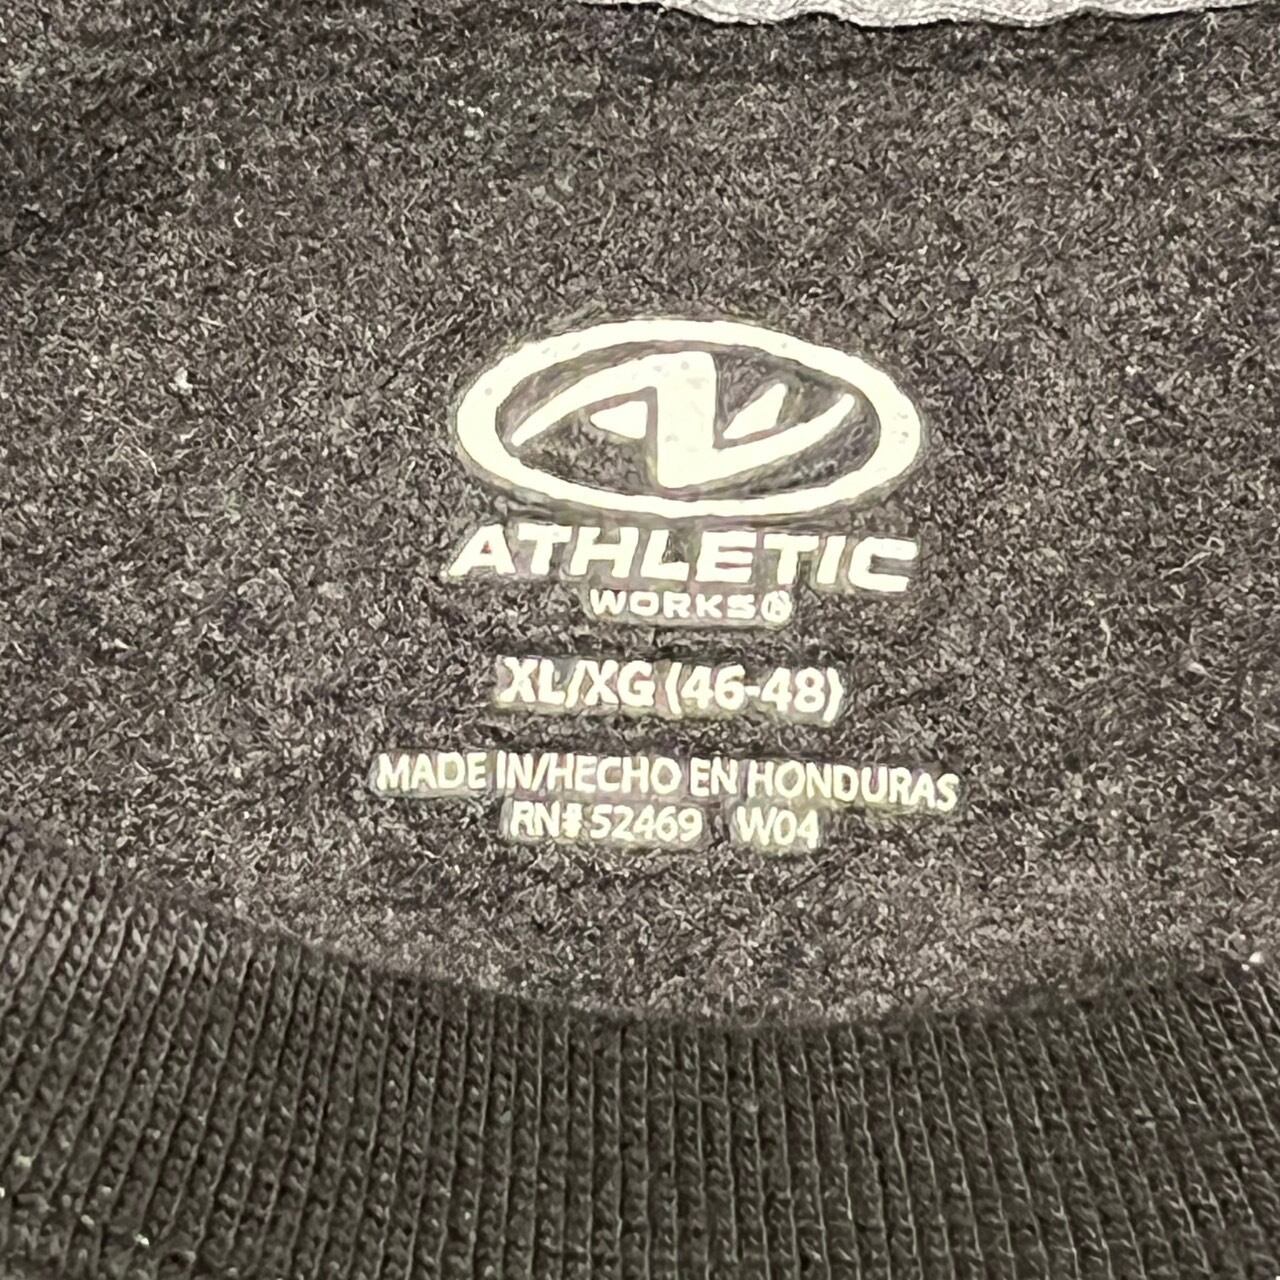 ATHLETIC
WORKS®
XL/XG (46-48)
MADE IN/HECHO EN HONDURAS
RN# 52469 W04